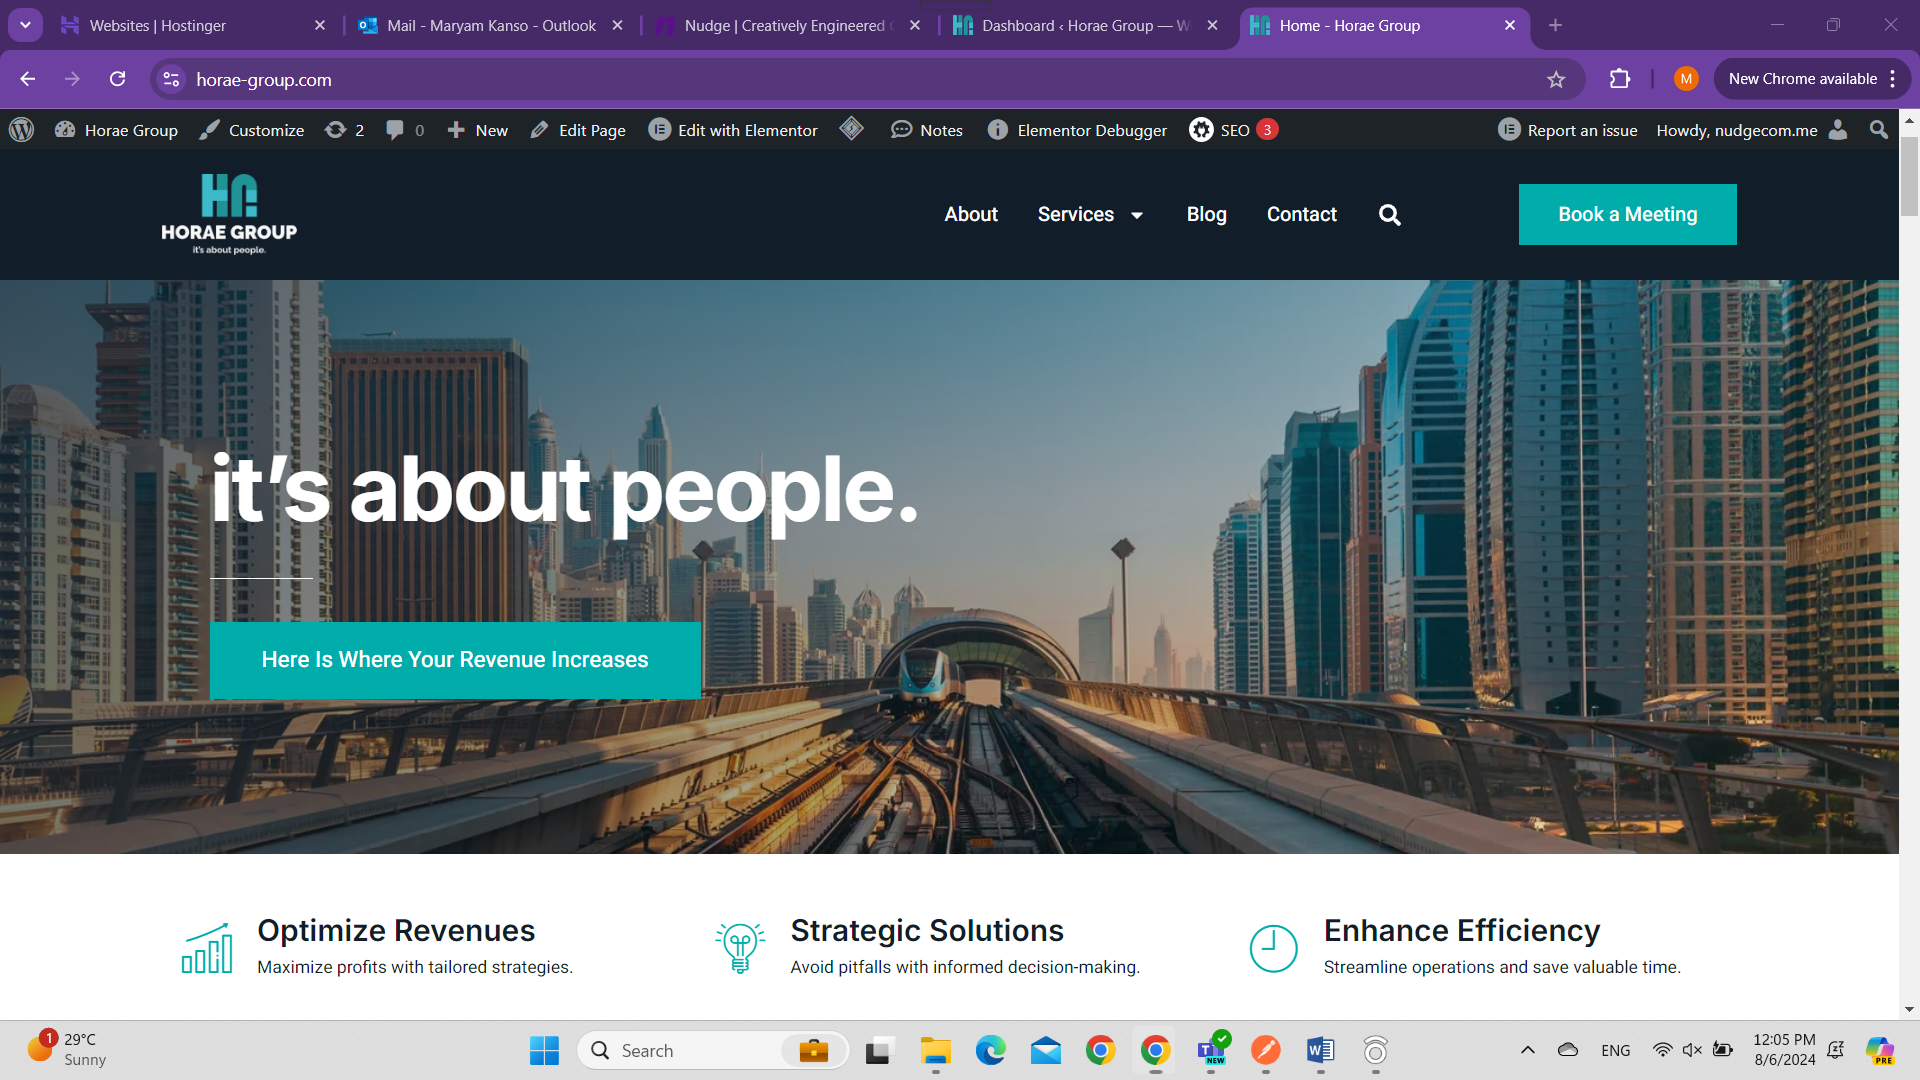 Websites | Hostinger
Mail - Maryam Kanso - Outlook
Nudge | Creatively Engineered
Dashboard ‹ Horae Group — W
Home - Horae Group
horae-group.com
M
New Chrome available
Horae Group
Customize
2
0
New
Edit Page
Edit with Elementor
Notes
Elementor Debugger
SEO 3
Report an issue
Howdy, nudgecom.me
HORAE GROUP
it's about people.
About
Services
Blog
Contact
Book a Meeting
it’s about people.
Here Is Where Your Revenue Increases
Optimize Revenues
Maximize profits with tailored strategies.
Strategic Solutions
Avoid pitfalls with informed decision-making.
Enhance Efficiency
Streamline operations and save valuable time.
1
29°C
Sunny
Search
NEW
ENG
12:05 PM
8/6/2024
PRE